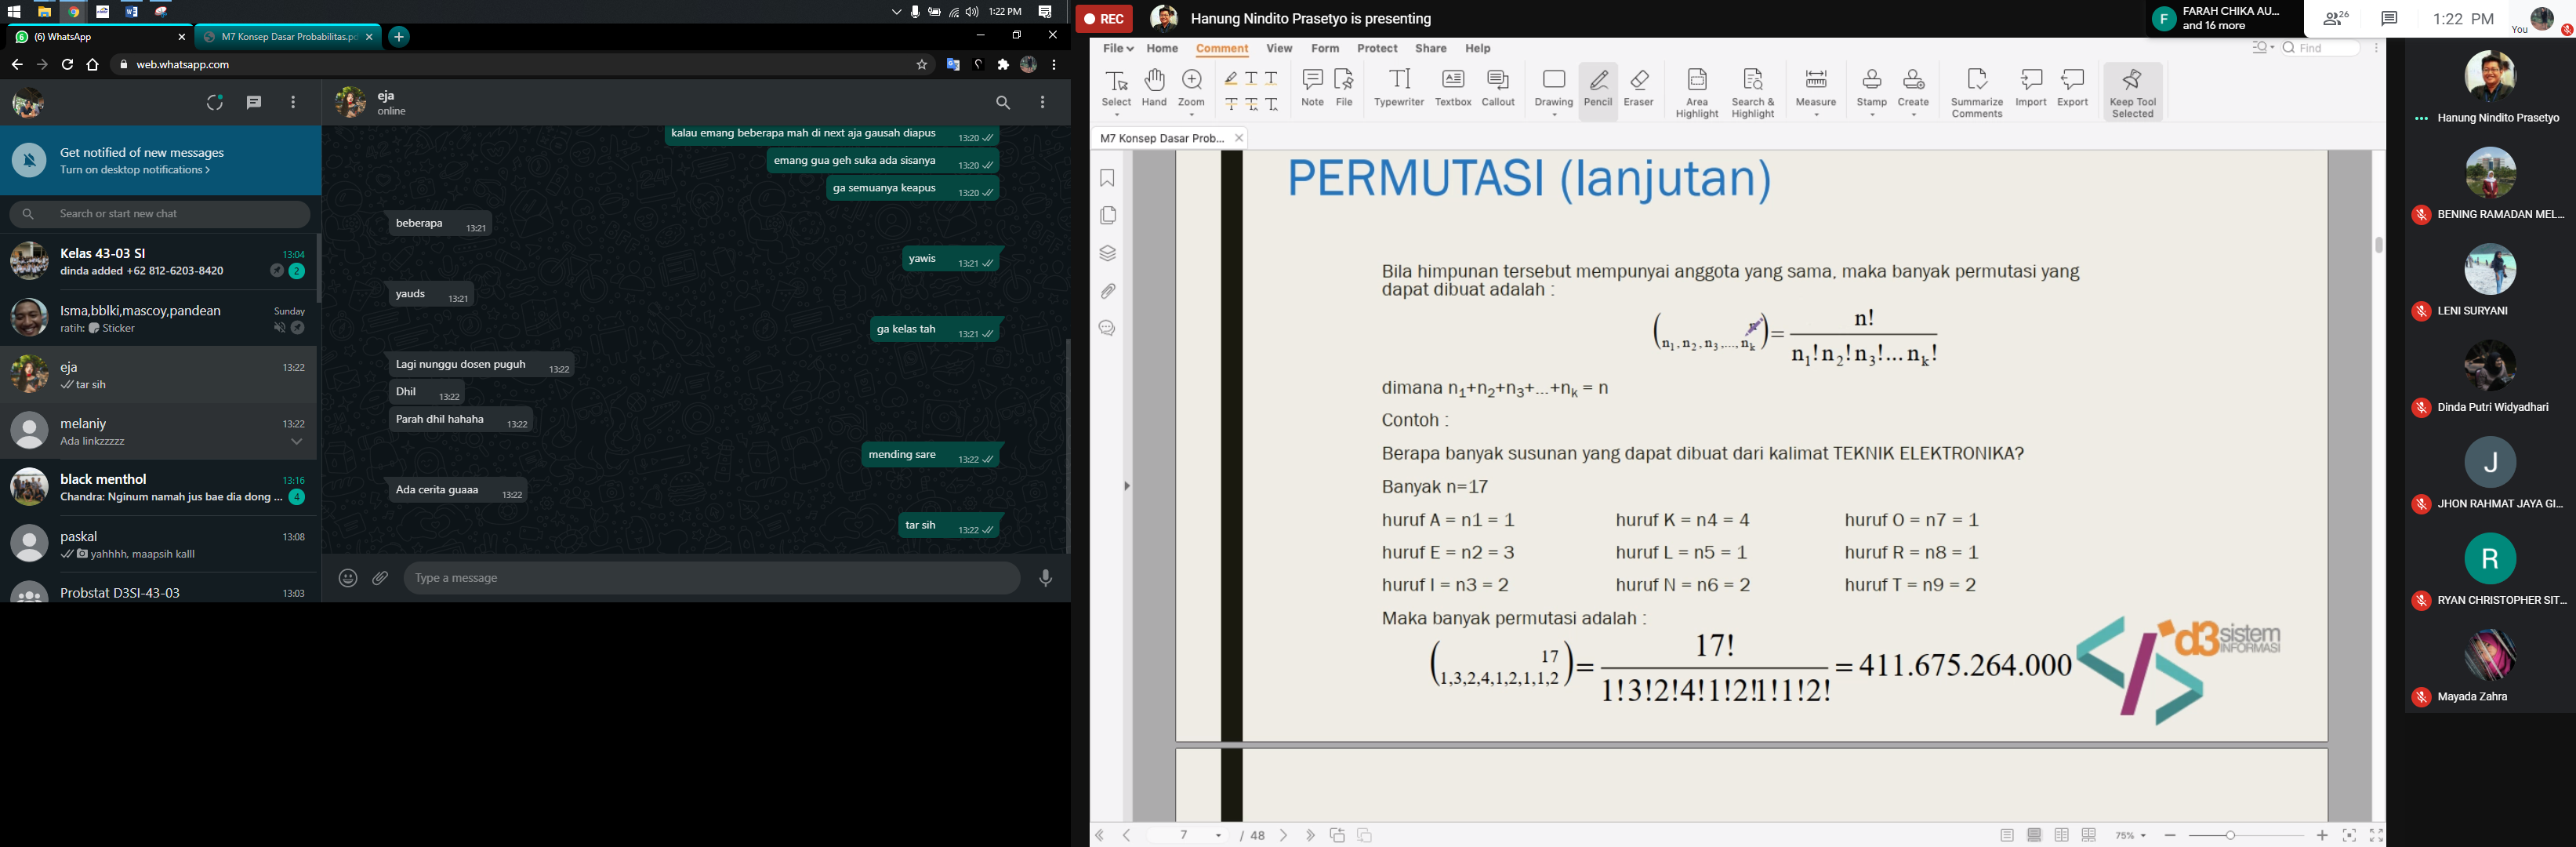 1:22 PM
(6) WhatsApp
M7 Konsep Dasar Probabilitas.pd
web.whatsapp.com
Get notified of new messages
Turn on desktop notifications >
Search or start new chat
Kelas 43-03 SI 13:04
dinda added +62 812-6203-8420 2
Isma,bblki,mascoy,pandean Sunday
ratih: Sticker
eja 13:22
tar sih
melaniy 13:22
Ada linkzzzzz
black menthol 13:16
Chandra: Nginum namah jus bae dia dong ... 4
paskal 13:08
yahhhh, maapsih kalll
Probstat D3SI-43-03 13:03
eja
online
kalau emang beberapa mah di next aja gausah diapus 13:20
emang gua geh suka ada sisanya 13:20
ga semuanya keapus 13:20
beberapa 13:21
yawis 13:21
yauds 13:21
ga kelas tah 13:21
Lagi nunggu dosen puguh 13:22
Dhil 13:22
Parah dhil hahaha 13:22
mending sare 13:22
Ada cerita guaaa 13:22
tar sih 13:22
Type a message
REC
Hanung Nindito Prasetyo is presenting
F FARAH CHIKA AU...
and 16 more
26
1:22 PM
You
File Home Comment View Form Protect Share Help
Find
Select Hand Zoom Note File Typewriter Textbox Callout Drawing Pencil Eraser Area Highlight Search & Highlight Measure Stamp Create Summarize Comments Import Export Keep Tool Selected
M7 Konsep Dasar Prob...
PERMUTASI (lanjutan)
Bila himpunan tersebut mempunyai anggota yang sama, maka banyak permutasi yang
dapat dibuat adalah :
(n₁, n₂, n₃,..., nₖ) = n! / n₁! n₂! n₃! ... nₖ!
dimana n₁+n₂+n₃+...+nₖ = n
Contoh :
Berapa banyak susunan yang dapat dibuat dari kalimat TEKNIK ELEKTRONIKA?
Banyak n=17
huruf A = n1 = 1 huruf K = n4 = 4 huruf O = n7 = 1
huruf E = n2 = 3 huruf L = n5 = 1 huruf R = n8 = 1
huruf I = n3 = 2 huruf N = n6 = 2 huruf T = n9 = 2
Maka banyak permutasi adalah :
(17 1,3,2,4,1,2,1,1,2) = 17! / 1!3!2!4!1!2!1!1!2! = 411.675.264.000
d3 sistem
INFORMASI
7 / 48
75%
Hanung Nindito Prasetyo
BENING RAMADAN MEL...
LENI SURYANI
Dinda Putri Widyadhari
J
JHON RAHMAT JAYA GI...
R
RYAN CHRISTOPHER SIT...
Mayada Zahra